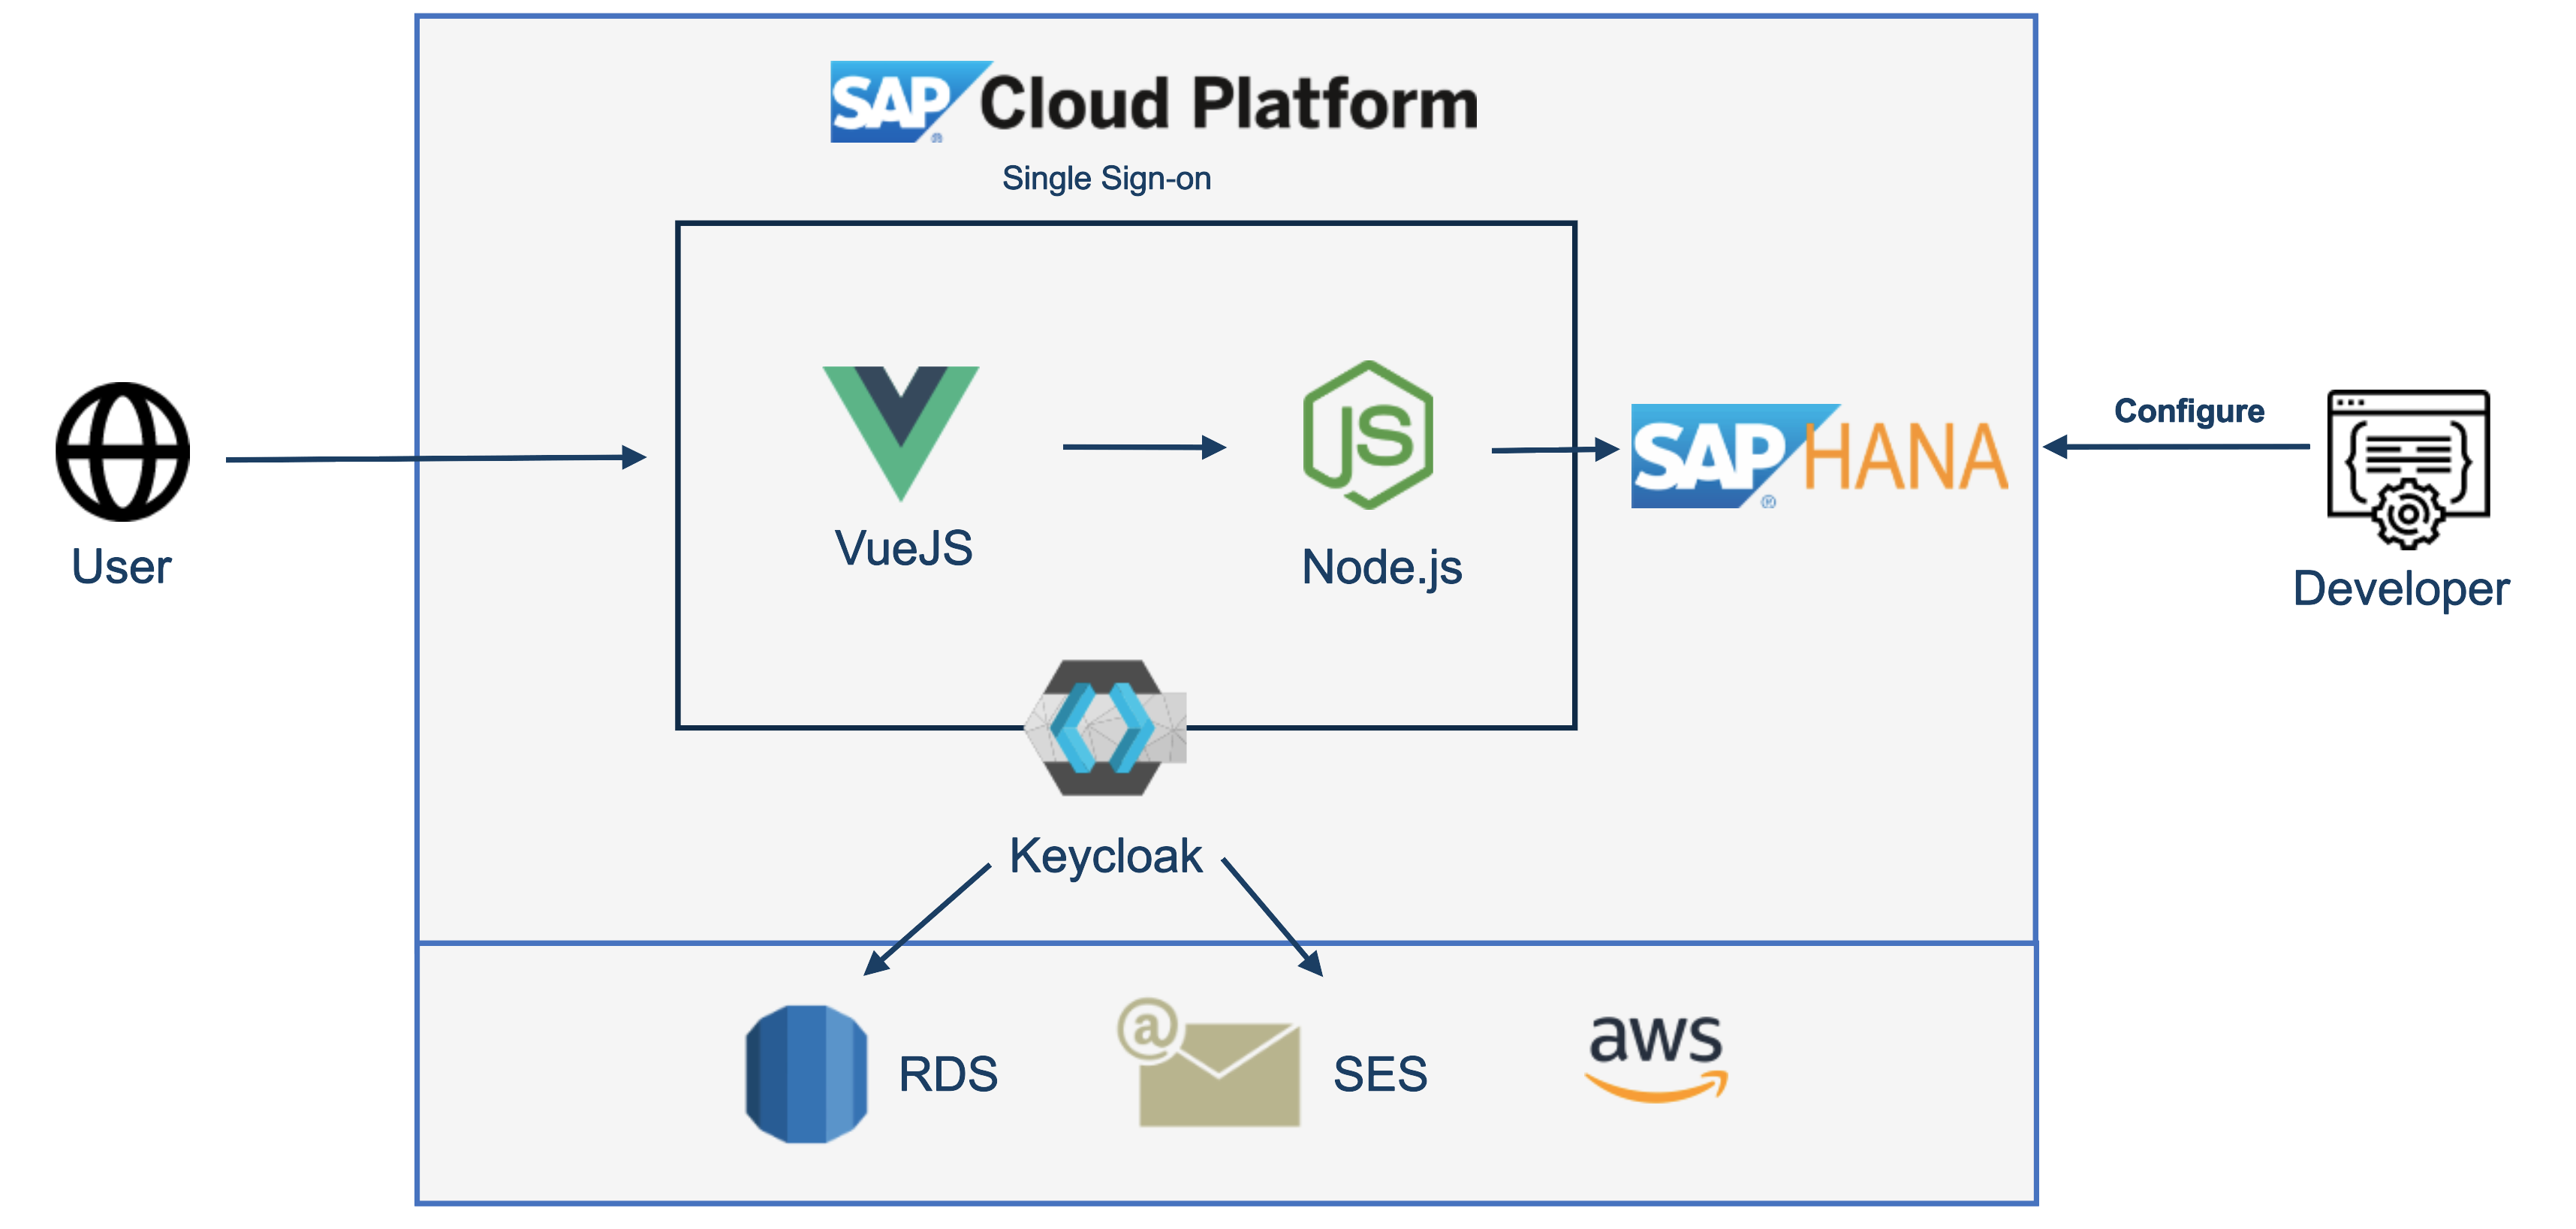 SAP Cloud Platform
Single Sign-on
VueJS
JS
Node.js
SAP HANA
User
Configure
Developer
Keycloak
@
RDS
SES
aws